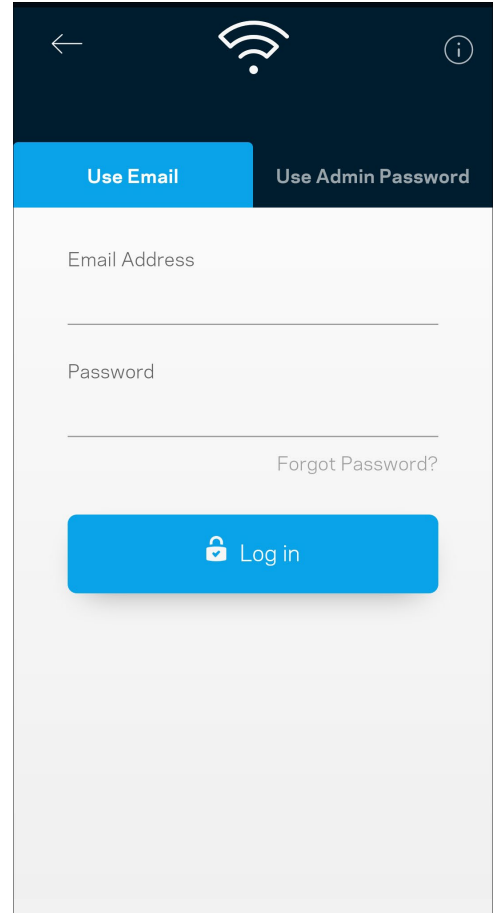 Use Email
Use Admin Password
Email Address
Password
Forgot Password?
Log in